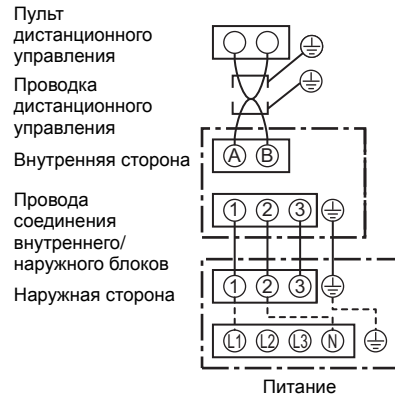 Пульт
дистанционного
управления
Проводка
дистанционного
управления
Внутренняя сторона
A B
Провода
соединения
внутреннего/
наружного блоков
1 2 3
Наружная сторона
1 2 3
L1 L2 L3 N
Питание